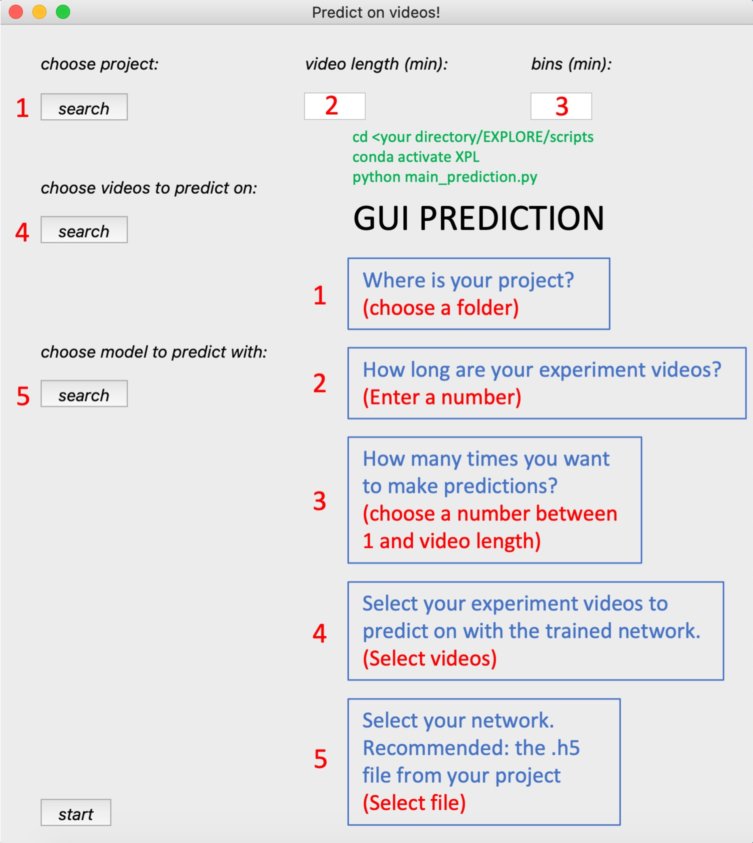 Predict on videos!
choose project:
video length (min):
bins (min):
1
search
2
3
cd <your directory/EXPLORE/scripts
conda activate XPL
python main_prediction.py
choose videos to predict on:
4
search
GUI PREDICTION
1
Where is your project?
(choose a folder)
choose model to predict with:
5
search
2
How long are your experiment videos?
(Enter a number)
3
How many times you want
to make predictions?
(choose a number between
1 and video length)
4
Select your experiment videos to
predict on with the trained network.
(Select videos)
5
Select your network.
Recommended: the .h5
file from your project
(Select file)
start